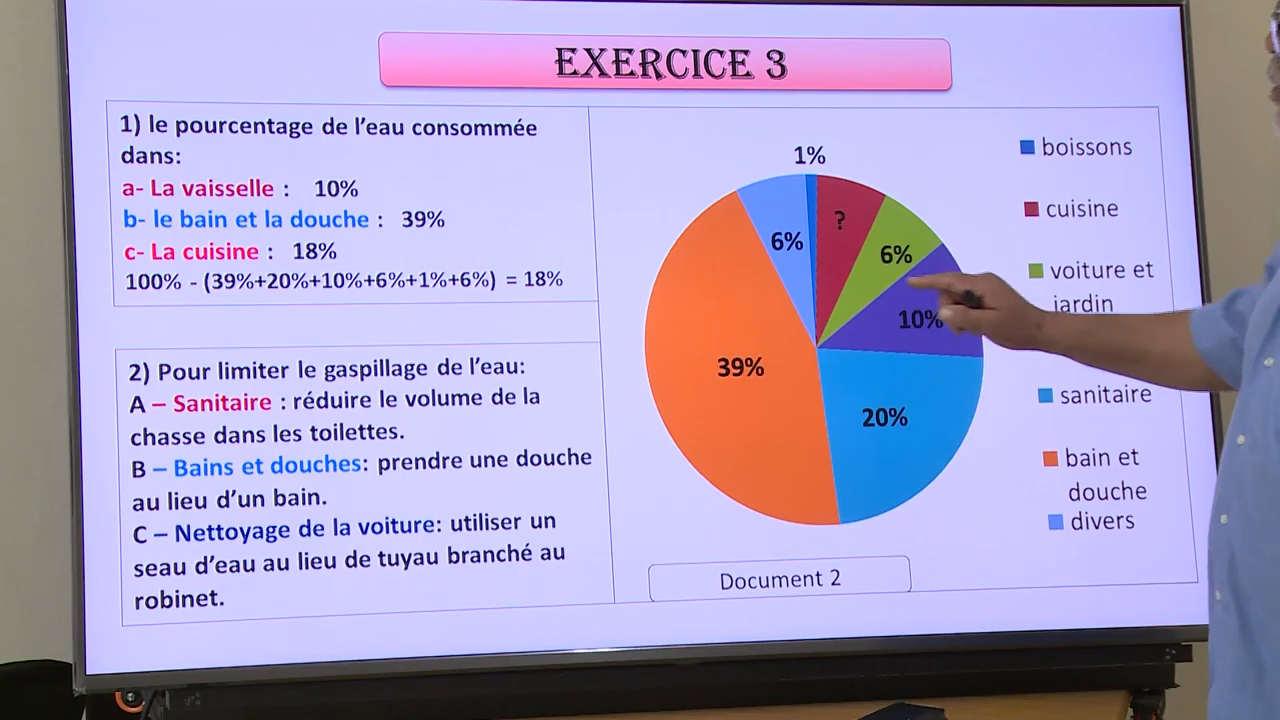 EXERCICE 3
1) le pourcentage de l'eau consommée
dans:
a- La vaisselle : 10%
b- le bain et la douche : 39%
c- La cuisine : 18%
100% - (39%+20%+10%+6%+1%+6%) = 18%
2) Pour limiter le gaspillage de l'eau:
A – Sanitaire : réduire le volume de la
chasse dans les toilettes.
B – Bains et douches: prendre une douche
au lieu d'un bain.
C – Nettoyage de la voiture: utiliser un
seau d'eau au lieu de tuyau branché au
robinet.
1%
?
6%
6%
10%
39%
20%
boissons
cuisine
voiture et
jardin
sanitaire
bain et
douche
divers
Document 2